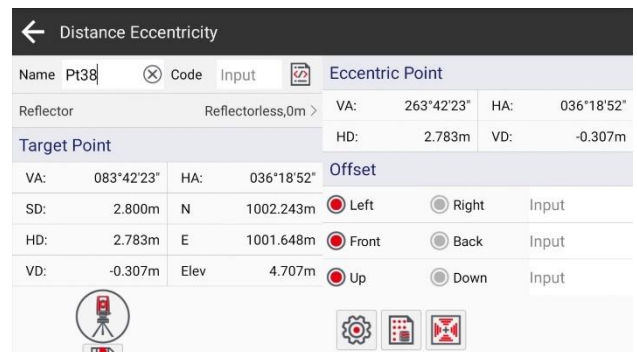 Distance Eccentricity
Name Pt38 Code Input
Reflector Reflectorless,0m >
Target Point
VA: 083°42'23" HA: 036°18'52"
SD: 2.800m N 1002.243m
HD: 2.783m E 1001.648m
VD: -0.307m Elev 4.707m
Eccentric Point
VA: 263°42'23" HA: 036°18'52"
HD: 2.783m VD: -0.307m
Offset
Left Right Input
Front Back Input
Up Down Input